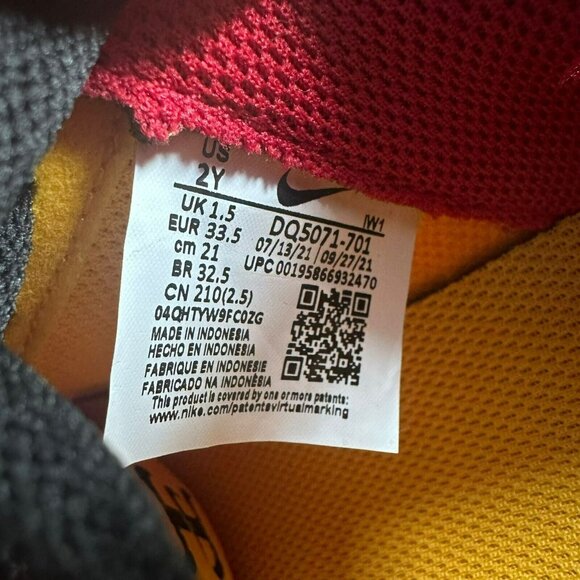 US
2Y
UK 1.5
EUR 33.5
cm 21
BR 32.5
CN 210(2.5)
04QHTYW9FC0ZG
IW1
DQ5071-701
07/13/21 | 09/27/21
UPC 00195866932470
MADE IN INDONESIA
HECHO EN INDONESIA
FABRIQUE EN INDONESIE
FABRICADO NA INDONESIA
This product is covered by one or more patents.
www.nike.com/patentsvirtualmarking